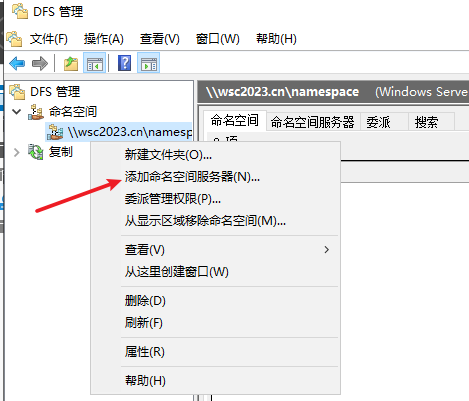 DFS 管理
文件(F) 操作(A) 查看(V) 窗口(W) 帮助(H)
DFS 管理
命名空间
\\wsc2023.cn\namesp
复制
\\wsc2023.cn\namespace (Windows Serve
命名空间 命名空间服务器 委派 搜索
0 项
新建文件夹(O)...
添加命名空间服务器(N)...
委派管理权限(P)...
从显示区域移除命名空间(M)...
查看(V)
从这里创建窗口(W)
删除(D)
刷新(F)
属性(R)
帮助(H)